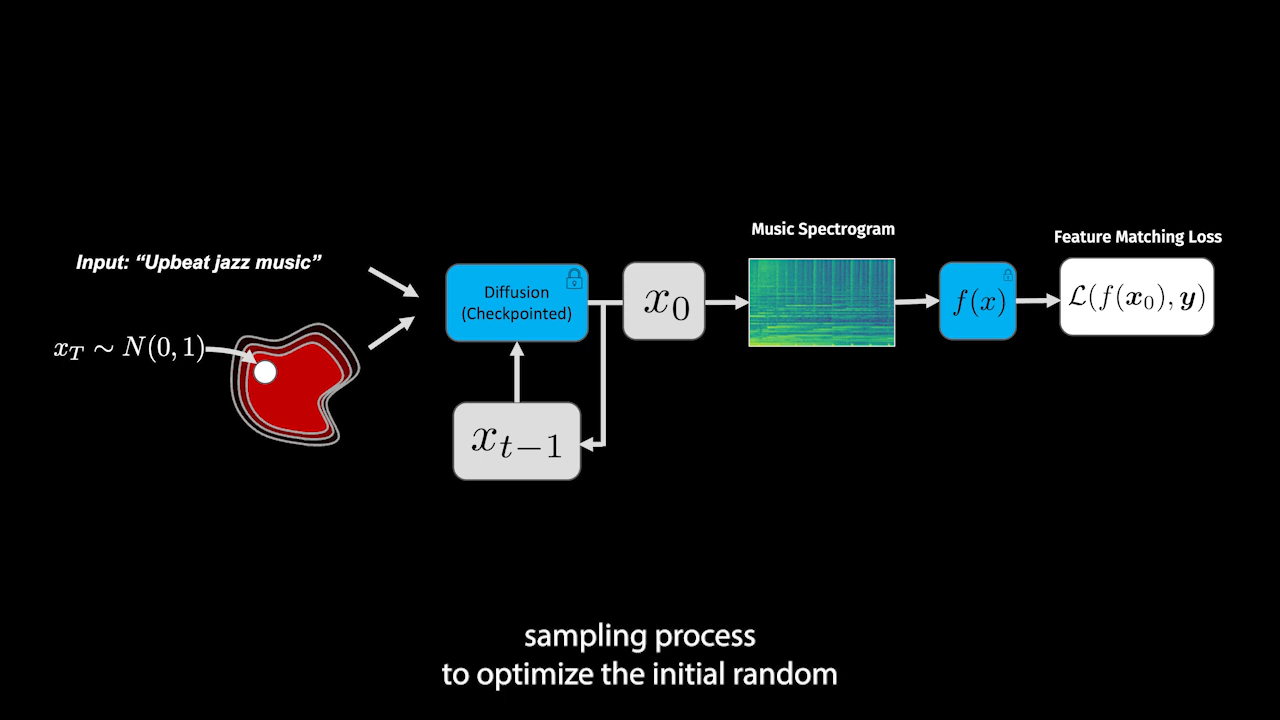 Music Spectrogram
Feature Matching Loss
Input: “Upbeat jazz music”
Diffusion
(Checkpointed)
x_0
f(x)
ℒ(f(x_0), y)
x_T ∼ N(0, 1)
x_{t−1}
sampling process
to optimize the initial random